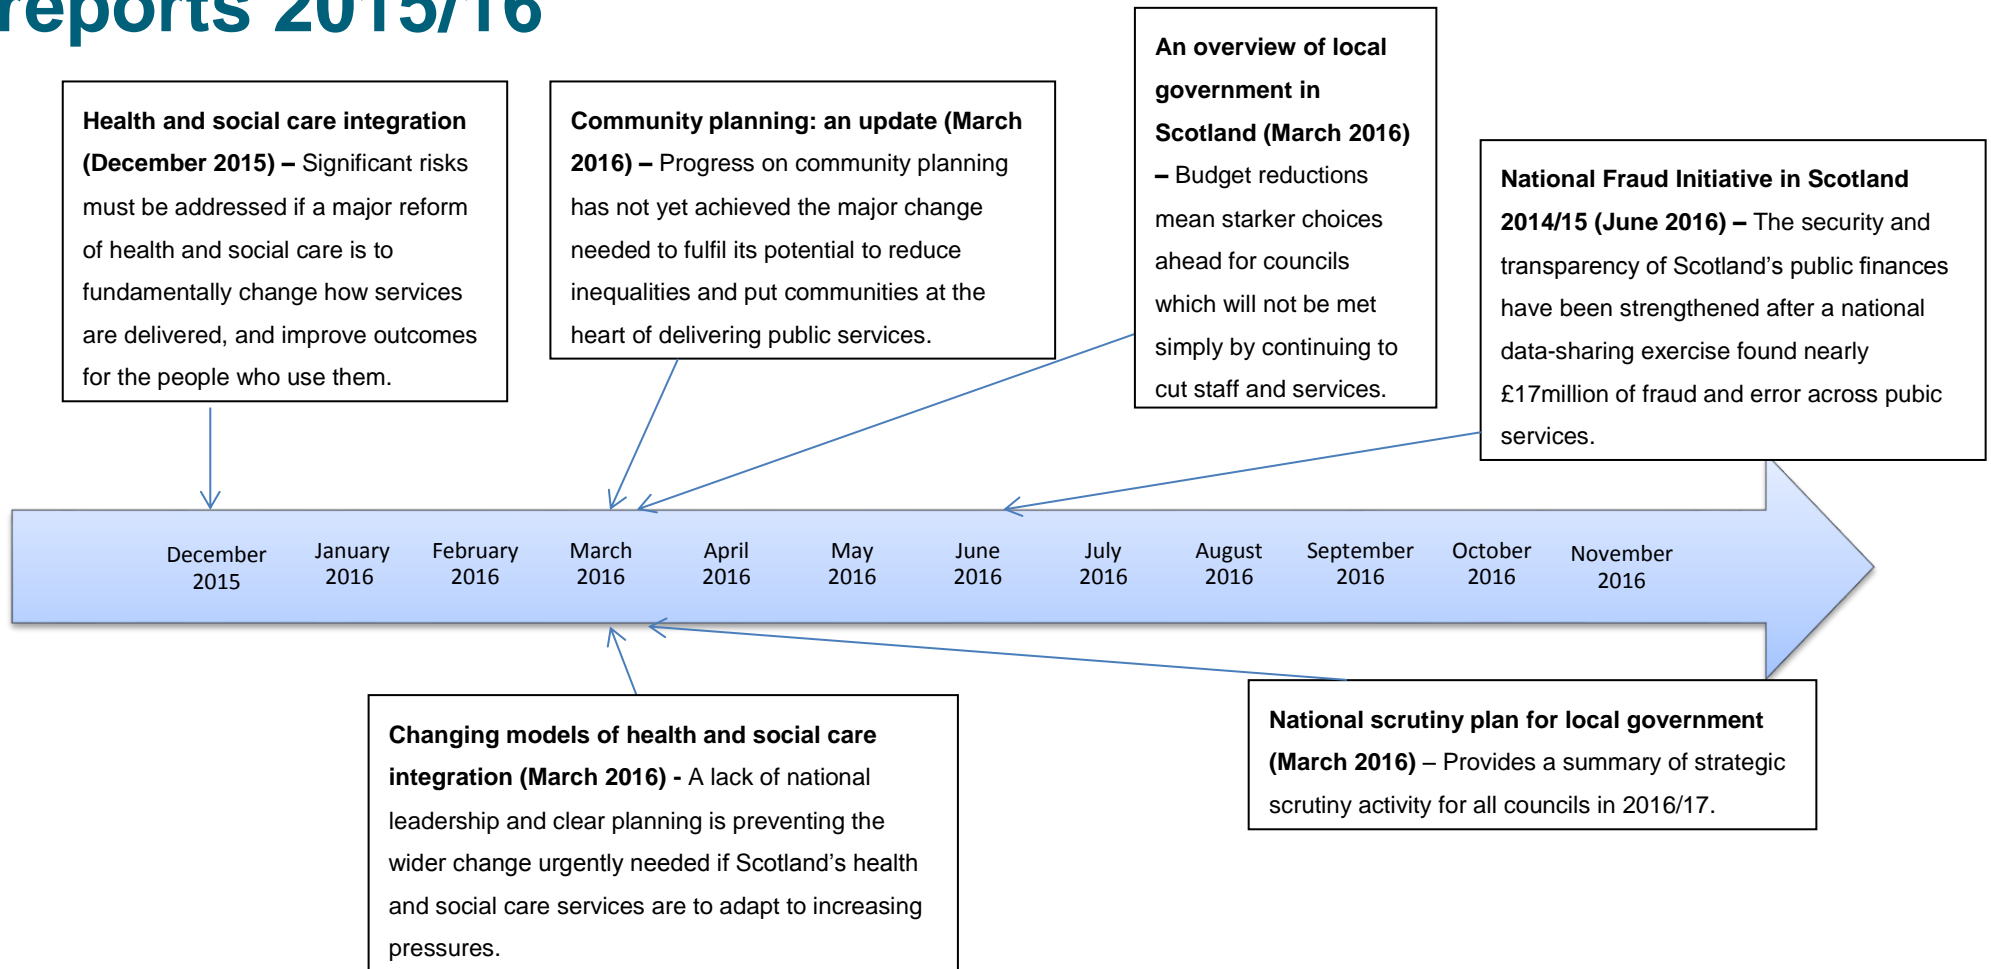 reports 2015/16
Health and social care integration
(December 2015) – Significant risks
must be addressed if a major reform
of health and social care is to
fundamentally change how services
are delivered, and improve outcomes
for the people who use them.
Community planning: an update (March
2016) – Progress on community planning
has not yet achieved the major change
needed to fulfil its potential to reduce
inequalities and put communities at the
heart of delivering public services.
An overview of local
government in
Scotland (March 2016)
– Budget reductions
mean starker choices
ahead for councils
which will not be met
simply by continuing to
cut staff and services.
National Fraud Initiative in Scotland
2014/15 (June 2016) – The security and
transparency of Scotland’s public finances
have been strengthened after a national
data-sharing exercise found nearly
£17million of fraud and error across pubic
services.
December
2015
January
2016
February
2016
March
2016
April
2016
May
2016
June
2016
July
2016
August
2016
September
2016
October
2016
November
2016
Changing models of health and social care
integration (March 2016) - A lack of national
leadership and clear planning is preventing the
wider change urgently needed if Scotland’s health
and social care services are to adapt to increasing
pressures.
National scrutiny plan for local government
(March 2016) – Provides a summary of strategic
scrutiny activity for all councils in 2016/17.